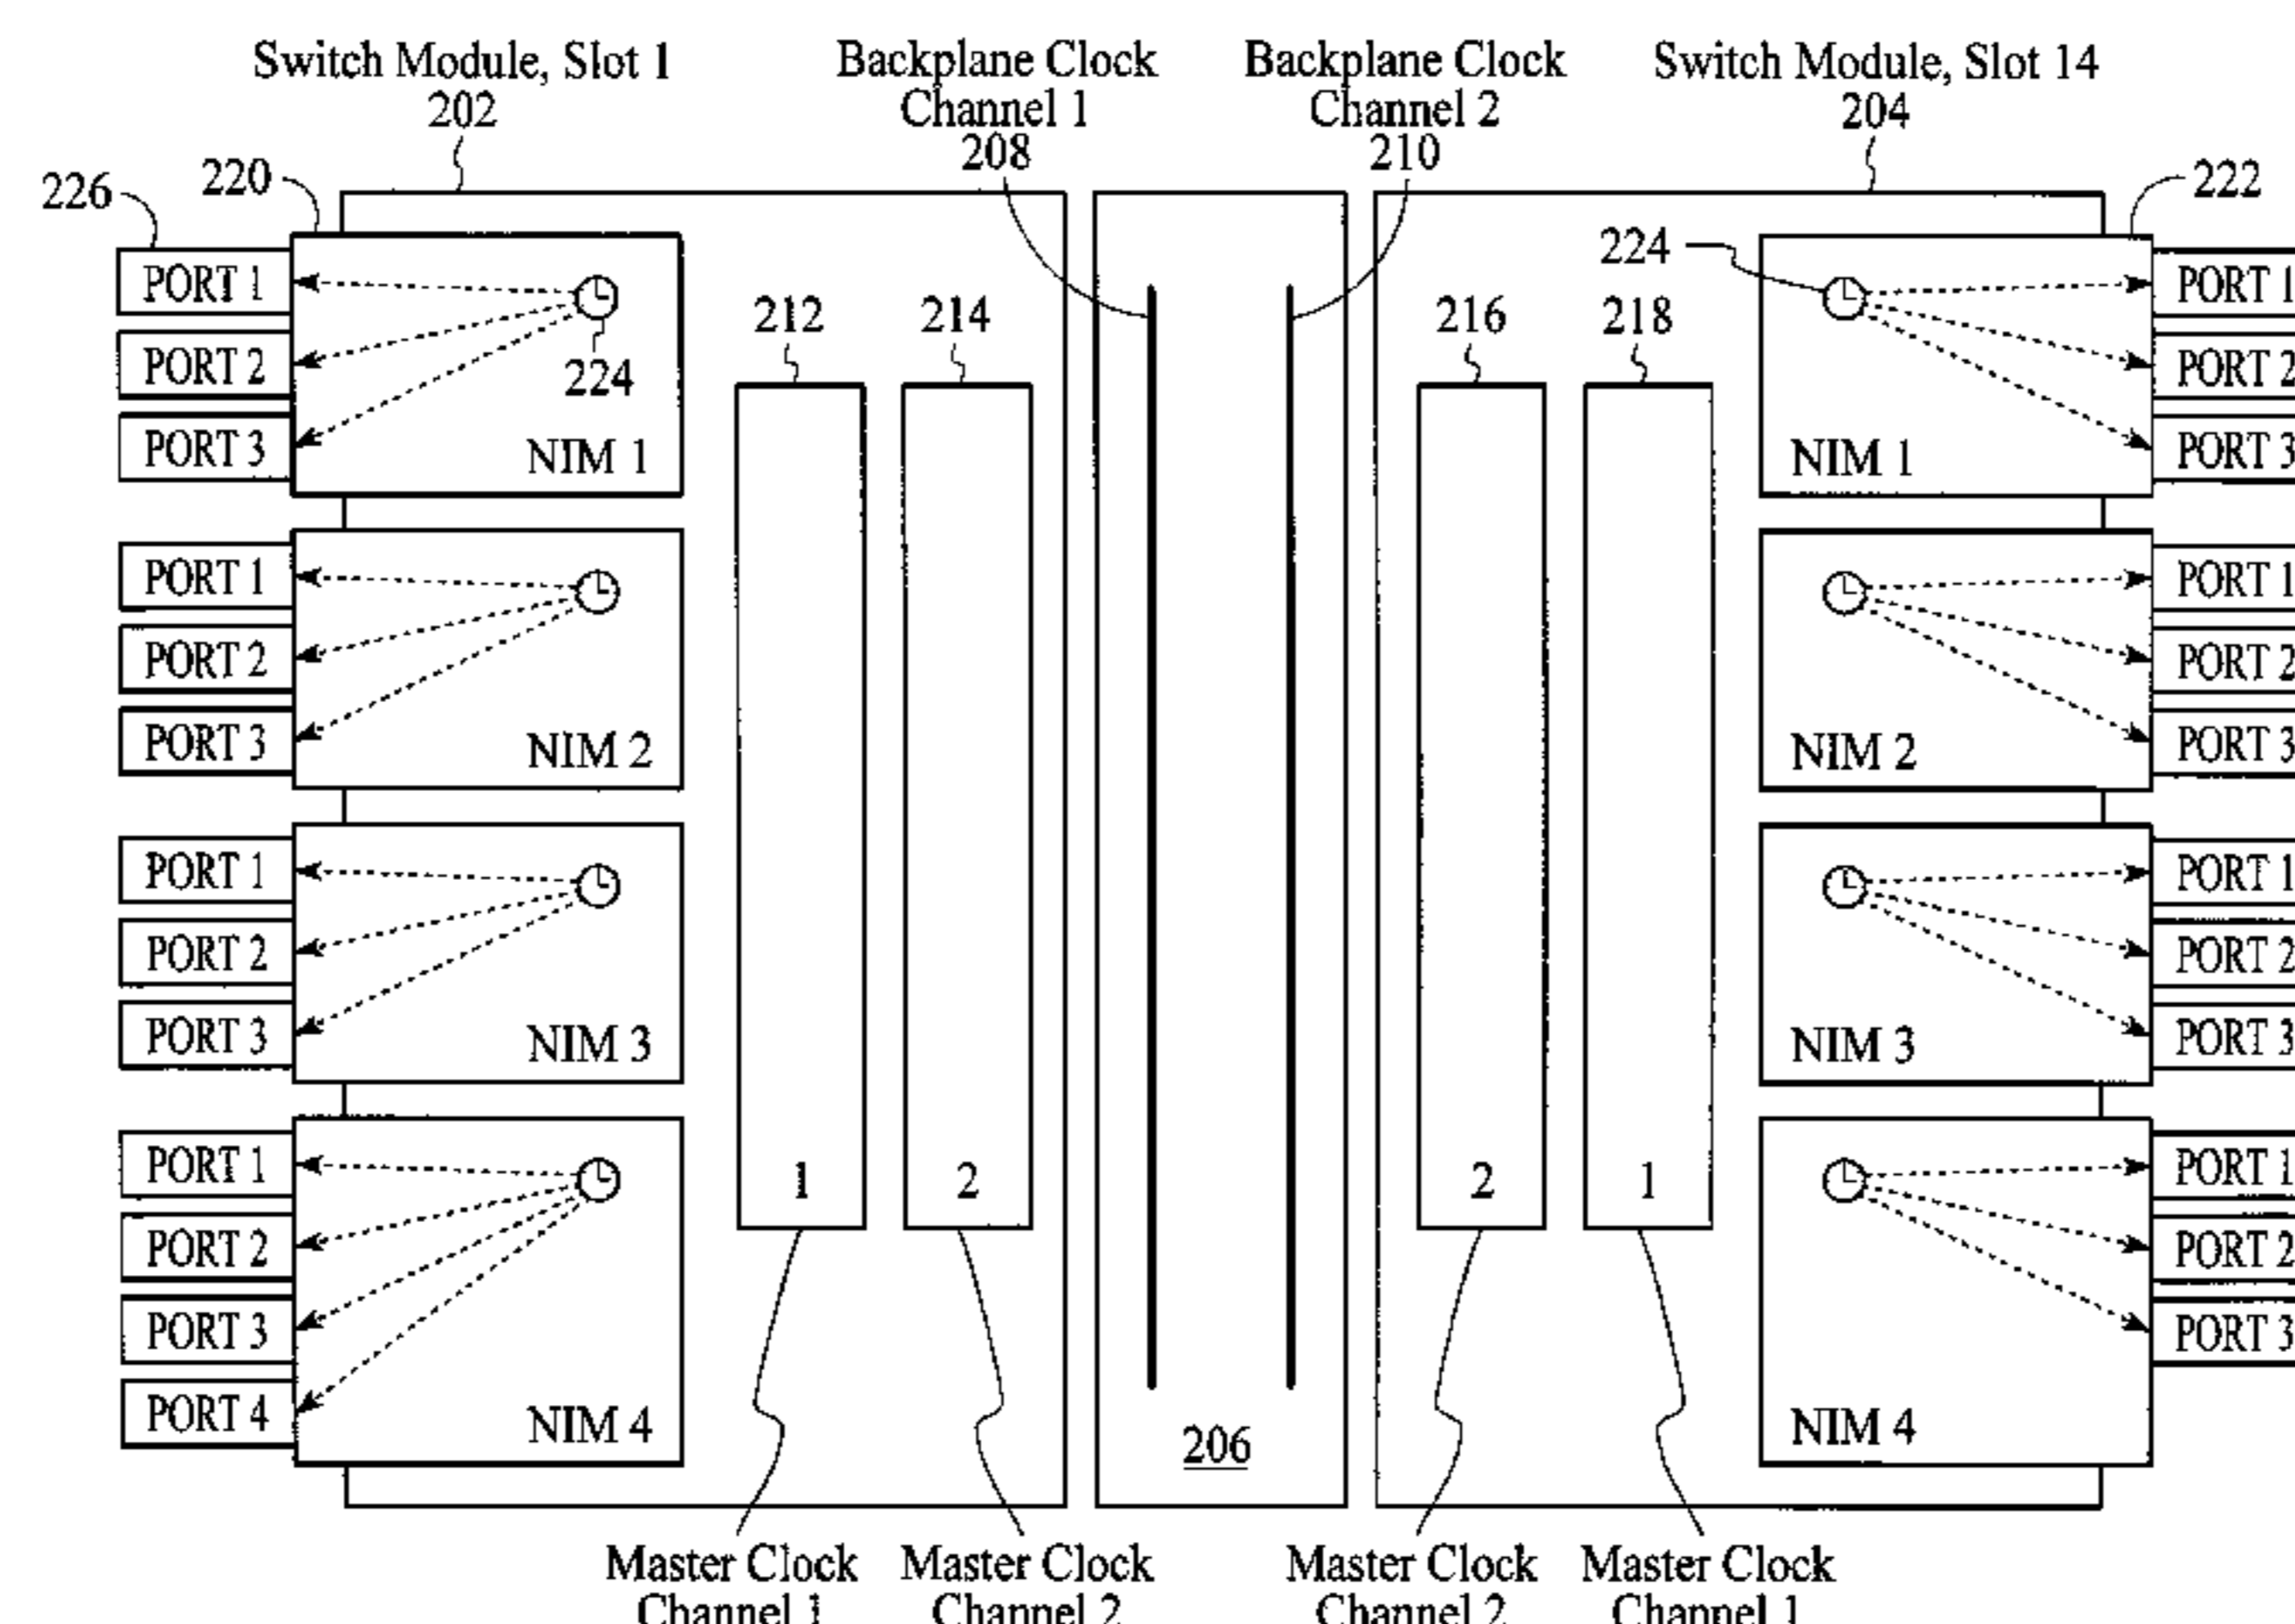 Switch Module, Slot 1
202
Backplane Clock
Channel 1
208
Backplane Clock
Channel 2
210
Switch Module, Slot 14
204
226
220
222
PORT 1
PORT 2
PORT 3
224
NIM 1
PORT 1
PORT 2
PORT 3
NIM 2
PORT 1
PORT 2
PORT 3
NIM 3
PORT 1
PORT 2
PORT 3
PORT 4
NIM 4
212
214
1
2
206
216
218
2
1
224
NIM 1
PORT 1
PORT 2
PORT 3
NIM 2
PORT 1
PORT 2
PORT 3
NIM 3
PORT 1
PORT 2
PORT 3
NIM 4
PORT 1
PORT 2
PORT 3
Master Clock
Channel 1
Master Clock
Channel 2
Master Clock
Channel 2
Master Clock
Channel 1